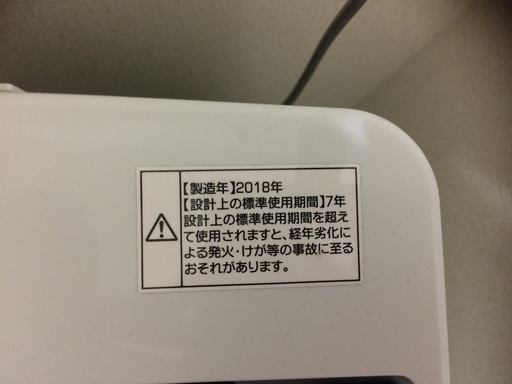 【製造年】2018年
【設計上の標準使用期間】7年
設計上の標準使用期間を超え
て使用されますと、経年劣化
による発火・けが等の事故に至る
おそれがあります。